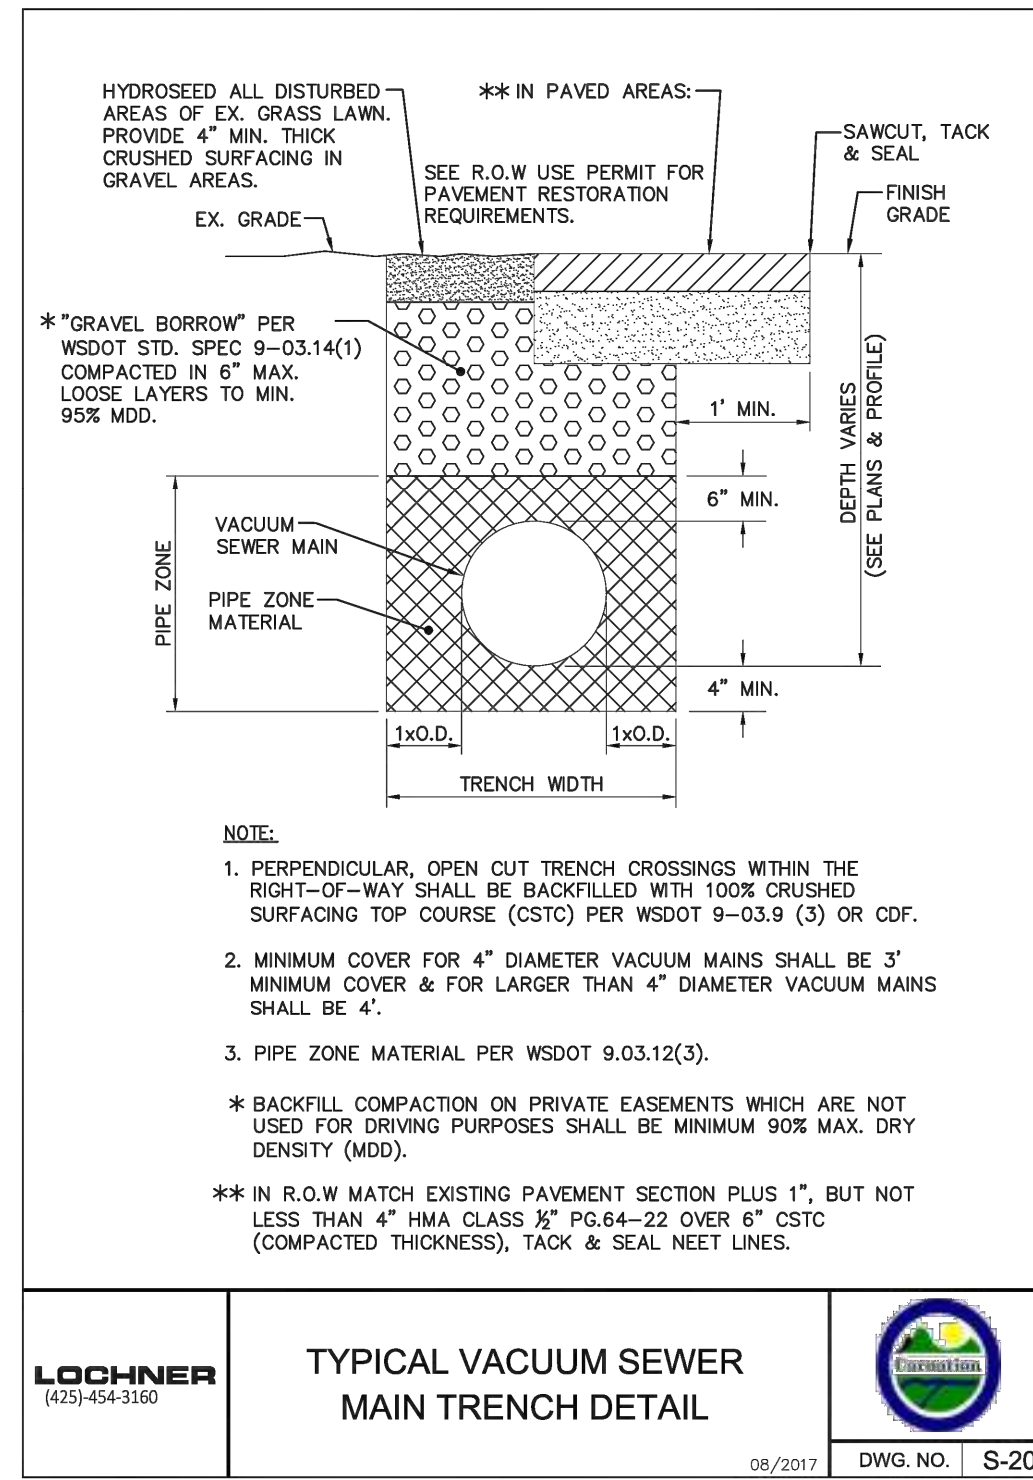 HYDROSEED ALL DISTURBED
AREAS OF EX. GRASS LAWN.
PROVIDE 4" MIN. THICK
CRUSHED SURFACING IN
GRAVEL AREAS.
** IN PAVED AREAS:
SEE R.O.W USE PERMIT FOR
PAVEMENT RESTORATION
REQUIREMENTS.
SAWCUT, TACK
& SEAL
FINISH
GRADE
EX. GRADE
* "GRAVEL BORROW" PER
WSDOT STD. SPEC 9-03.14(1)
COMPACTED IN 6" MAX.
LOOSE LAYERS TO MIN.
95% MDD.
1' MIN.
DEPTH VARIES
(SEE PLANS & PROFILE)
6" MIN.
VACUUM
SEWER MAIN
PIPE ZONE
PIPE ZONE
MATERIAL
4" MIN.
1xO.D.
1xO.D.
TRENCH WIDTH
NOTE:
1. PERPENDICULAR, OPEN CUT TRENCH CROSSINGS WITHIN THE
RIGHT-OF-WAY SHALL BE BACKFILLED WITH 100% CRUSHED
SURFACING TOP COURSE (CSTC) PER WSDOT 9-03.9 (3) OR CDF.
2. MINIMUM COVER FOR 4" DIAMETER VACUUM MAINS SHALL BE 3'
MINIMUM COVER & FOR LARGER THAN 4" DIAMETER VACUUM MAINS
SHALL BE 4'.
3. PIPE ZONE MATERIAL PER WSDOT 9.03.12(3).
* BACKFILL COMPACTION ON PRIVATE EASEMENTS WHICH ARE NOT
USED FOR DRIVING PURPOSES SHALL BE MINIMUM 90% MAX. DRY
DENSITY (MDD).
** IN R.O.W MATCH EXISTING PAVEMENT SECTION PLUS 1", BUT NOT
LESS THAN 4" HMA CLASS ½" PG.64-22 OVER 6" CSTC
(COMPACTED THICKNESS), TACK & SEAL NEET LINES.
LOCHNER
(425)-454-3160
TYPICAL VACUUM SEWER
MAIN TRENCH DETAIL
08/2017
Carnation
DWG. NO.
S-20